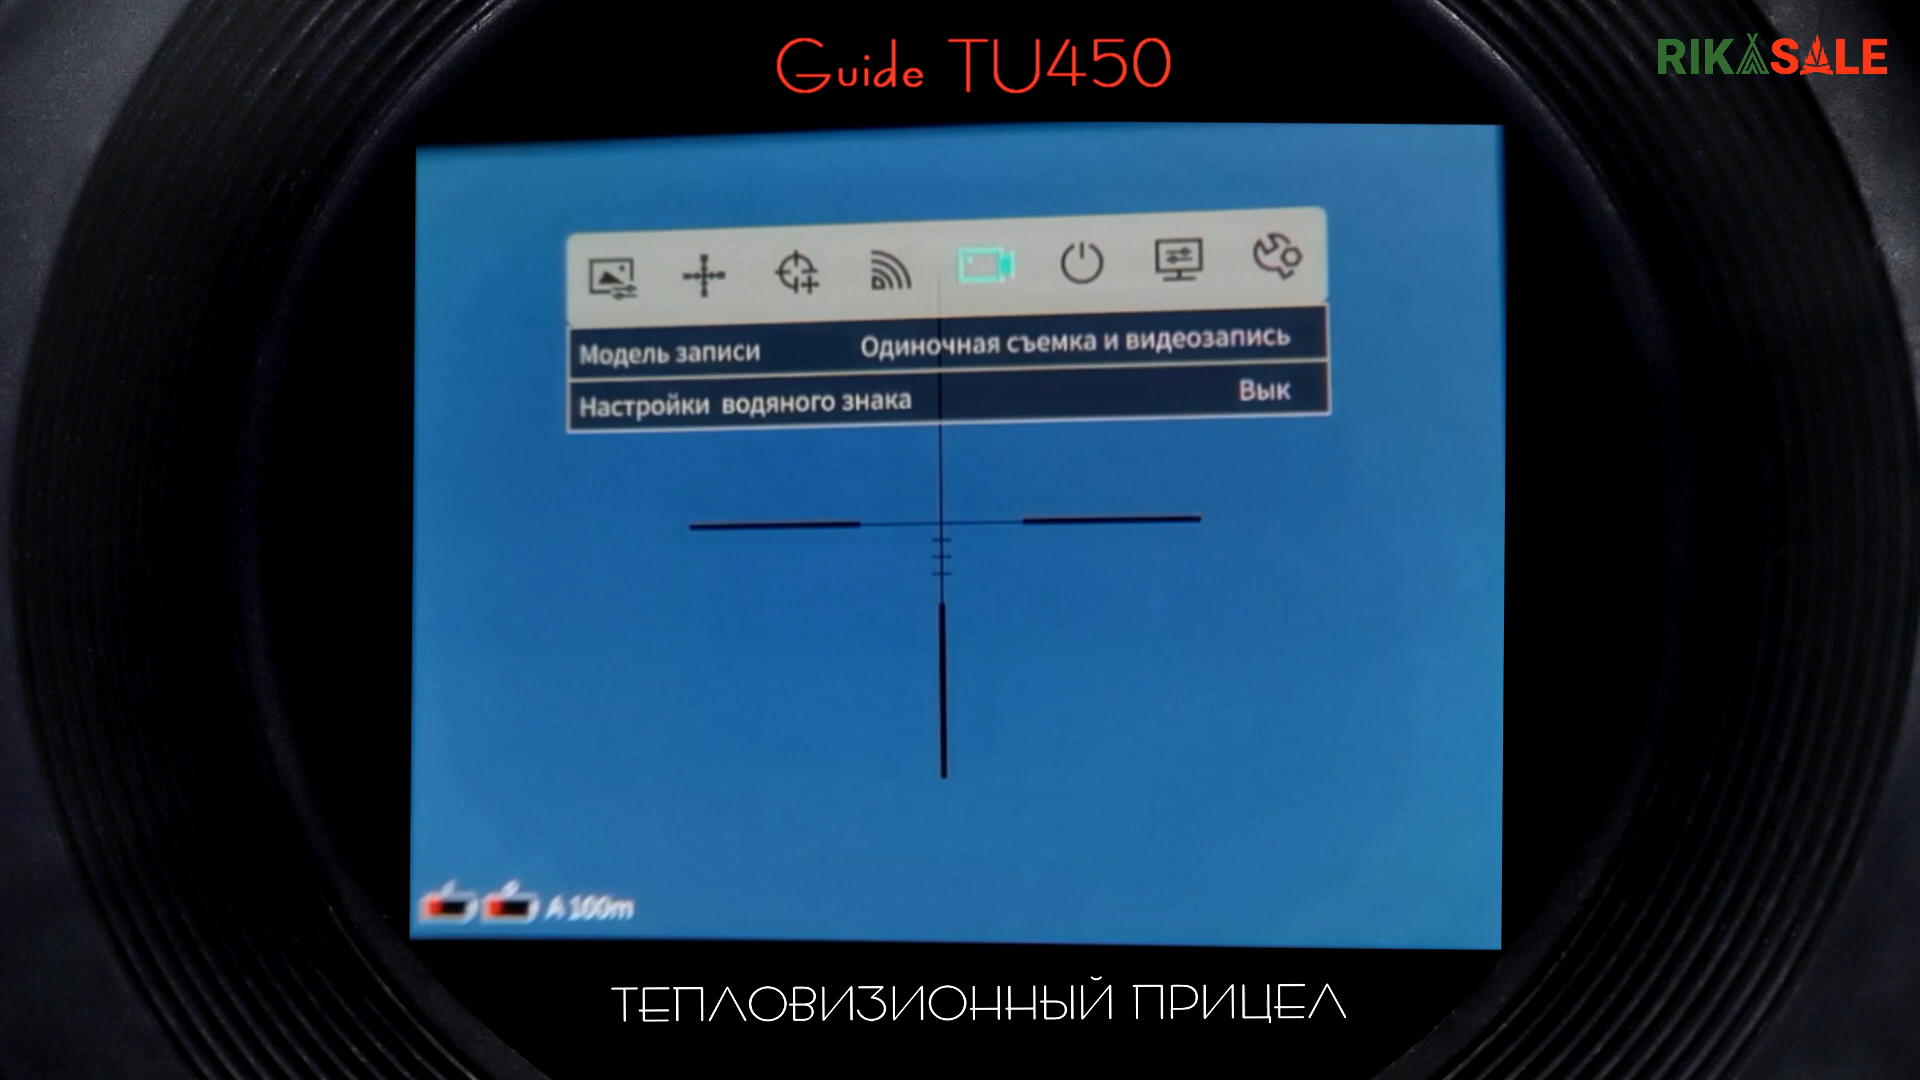 Guide TU450
RIKASALE
Модель записи Одиночная съемка и видеозапись
Настройки водяного знака Вык
A 100m
ТЕПЛОВИЗИОННЫЙ ПРИЦЕЛ